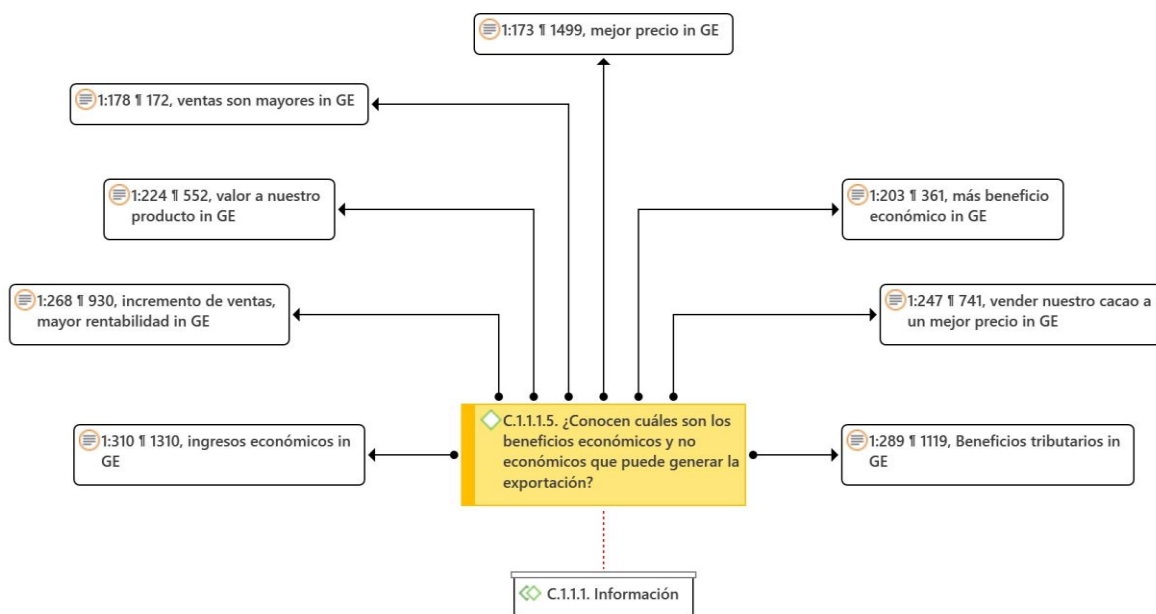 1:173 ¶ 1499, mejor precio in GE
1:178 ¶ 172, ventas son mayores in GE
1:224 ¶ 552, valor a nuestro
producto in GE
1:203 ¶ 361, más beneficio
económico in GE
1:268 ¶ 930, incremento de ventas,
mayor rentabilidad in GE
1:247 ¶ 741, vender nuestro cacao a
un mejor precio in GE
1:310 ¶ 1310, ingresos económicos in
GE
C.1.1.1.5. ¿Conocen cuáles son los
beneficios económicos y no
económicos que puede generar la
exportación?
1:289 ¶ 1119, Beneficios tributarios in
GE
C.1.1.1. Información